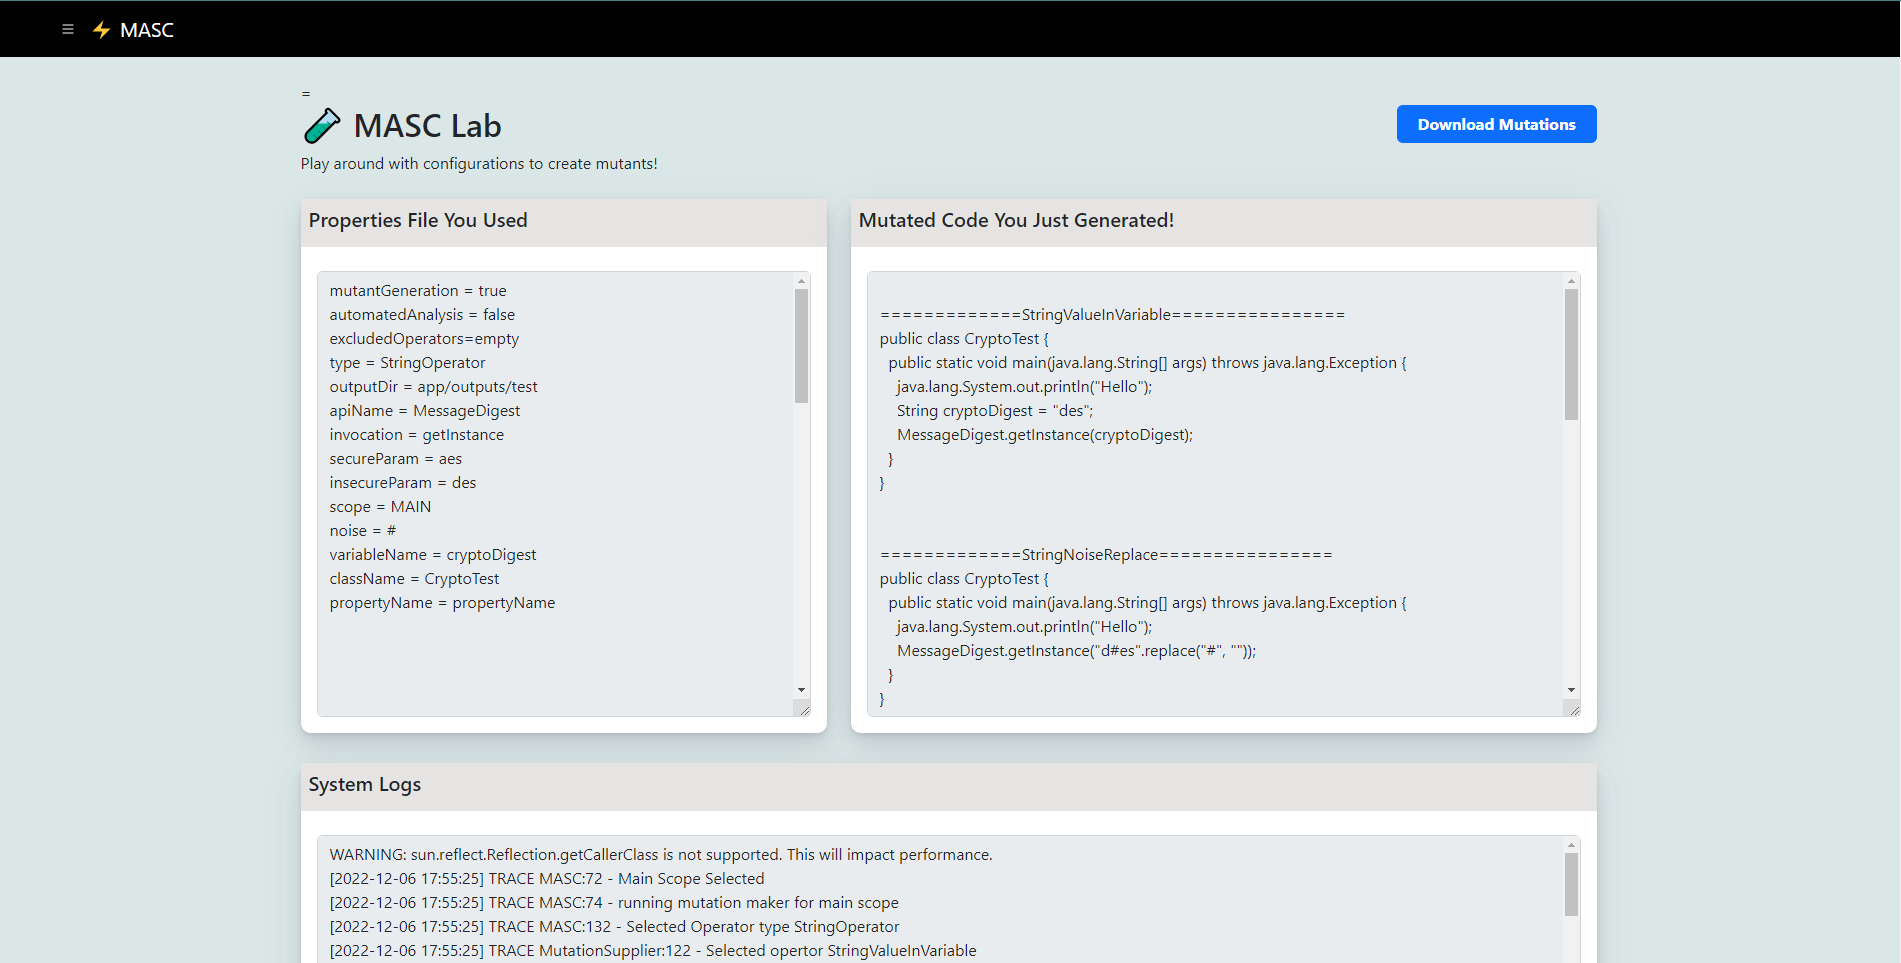 MASC
=
MASC Lab
Download Mutations
Play around with configurations to create mutants!
Properties File You Used
mutantGeneration = true
automatedAnalysis = false
excludedOperators=empty
type = StringOperator
outputDir = app/outputs/test
apiName = MessageDigest
invocation = getInstance
secureParam = aes
insecureParam = des
scope = MAIN
noise = #
variableName = cryptoDigest
className = CryptoTest
propertyName = propertyName
Mutated Code You Just Generated!
=============StringValueInVariable================
public class CryptoTest {
public static void main(java.lang.String[] args) throws java.lang.Exception {
java.lang.System.out.println("Hello");
String cryptoDigest = "des";
MessageDigest.getInstance(cryptoDigest);
}
}
=============StringNoiseReplace================
public class CryptoTest {
public static void main(java.lang.String[] args) throws java.lang.Exception {
java.lang.System.out.println("Hello");
MessageDigest.getInstance("d#es".replace("#", ""));
}
}
System Logs
WARNING: sun.reflect.Reflection.getCallerClass is not supported. This will impact performance.
[2022-12-06 17:55:25] TRACE MASC:72 - Main Scope Selected
[2022-12-06 17:55:25] TRACE MASC:74 - running mutation maker for main scope
[2022-12-06 17:55:25] TRACE MASC:132 - Selected Operator type StringOperator
[2022-12-06 17:55:25] TRACE MutationSupplier:122 - Selected opertor StringValueInVariable